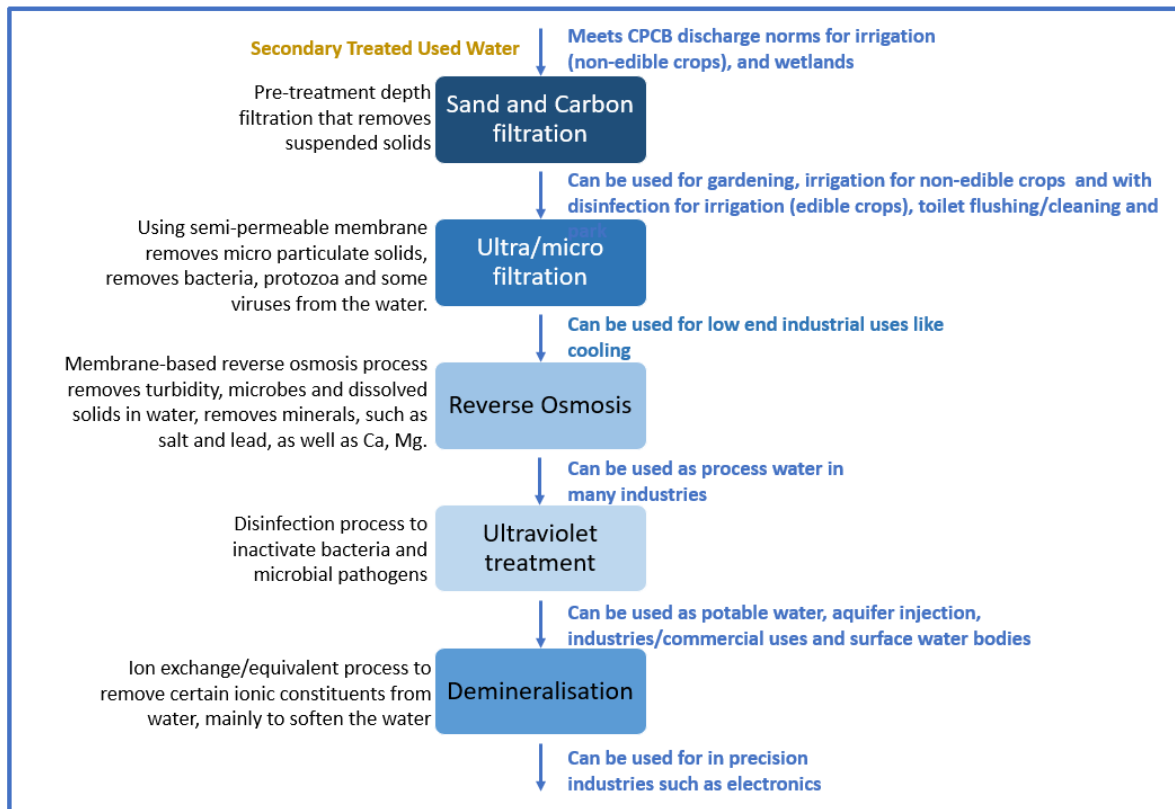 Secondary Treated Used Water
Meets CPCB discharge norms for irrigation
(non-edible crops), and wetlands
Pre-treatment depth
filtration that removes
suspended solids
Sand and Carbon
filtration
Can be used for gardening, irrigation for non-edible crops and with
disinfection for irrigation (edible crops), toilet flushing/cleaning and
park
Using semi-permeable membrane
removes micro particulate solids,
removes bacteria, protozoa and some
viruses from the water.
Ultra/micro
filtration
Can be used for low end industrial uses like
cooling
Membrane-based reverse osmosis process
removes turbidity, microbes and dissolved
solids in water, removes minerals, such as
salt and lead, as well as Ca, Mg.
Reverse Osmosis
Can be used as process water in
many industries
Disinfection process to
inactivate bacteria and
microbial pathogens
Ultraviolet
treatment
Can be used as potable water, aquifer injection,
industries/commercial uses and surface water bodies
Ion exchange/equivalent process to
remove certain ionic constituents from
water, mainly to soften the water
Demineralisation
Can be used for in precision
industries such as electronics